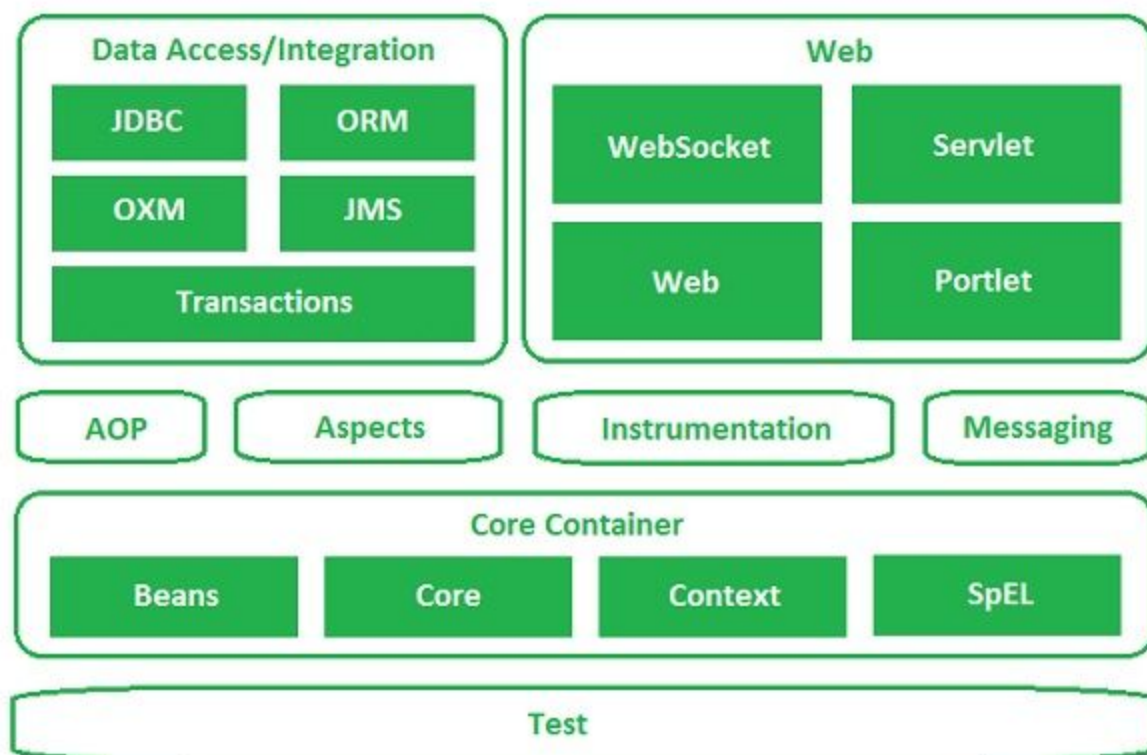 Data Access/Integration
JDBC
ORM
OXM
JMS
Transactions
Web
WebSocket
Servlet
Web
Portlet
AOP
Aspects
Instrumentation
Messaging
Core Container
Beans
Core
Context
SpEL
Test